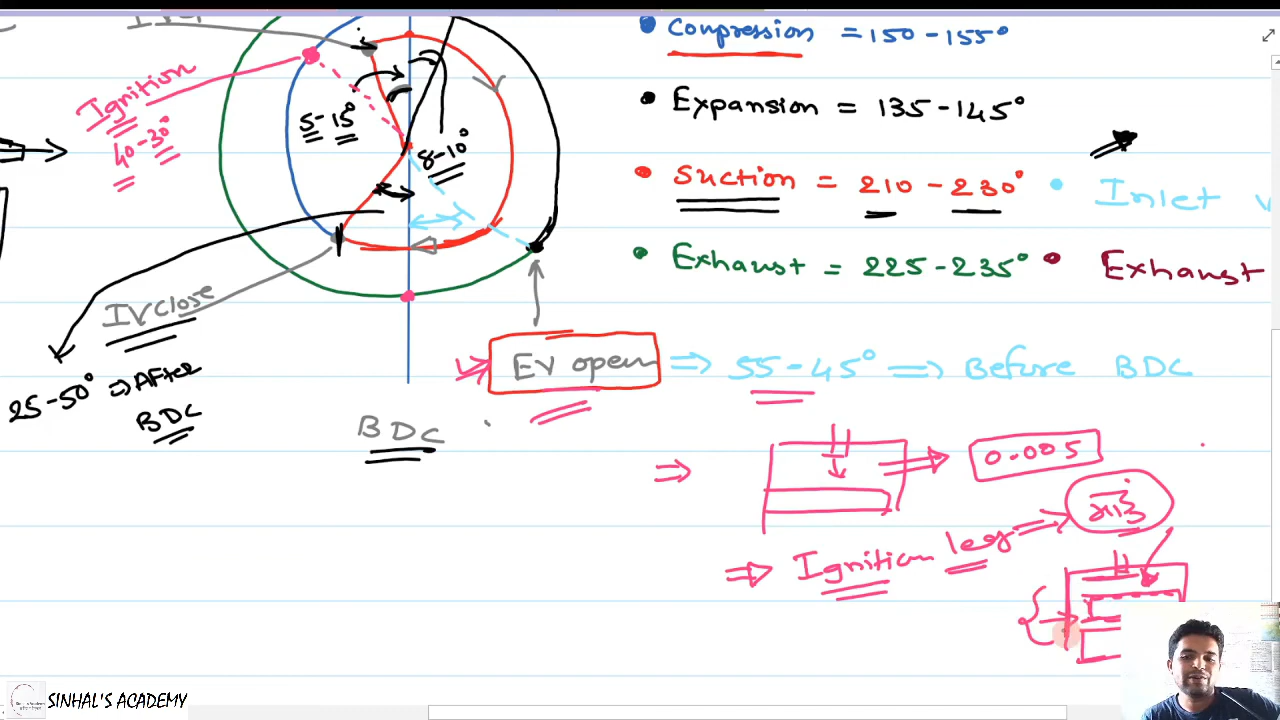 Compression = 150-155°
Ignition
40-30°
5-15°
8-10°
Expansion = 135-145°
Suction = 210-230°
Inlet V
Exhaust = 225-235°
Exhaust
IV Close
25-50° ⇒ After
BDC
EV open ⇒ 55-45° ⇒ Before BDC
BDC
⇒ 0.005
⇒ Ignition leg ⇒
SINHAL'S ACADEMY